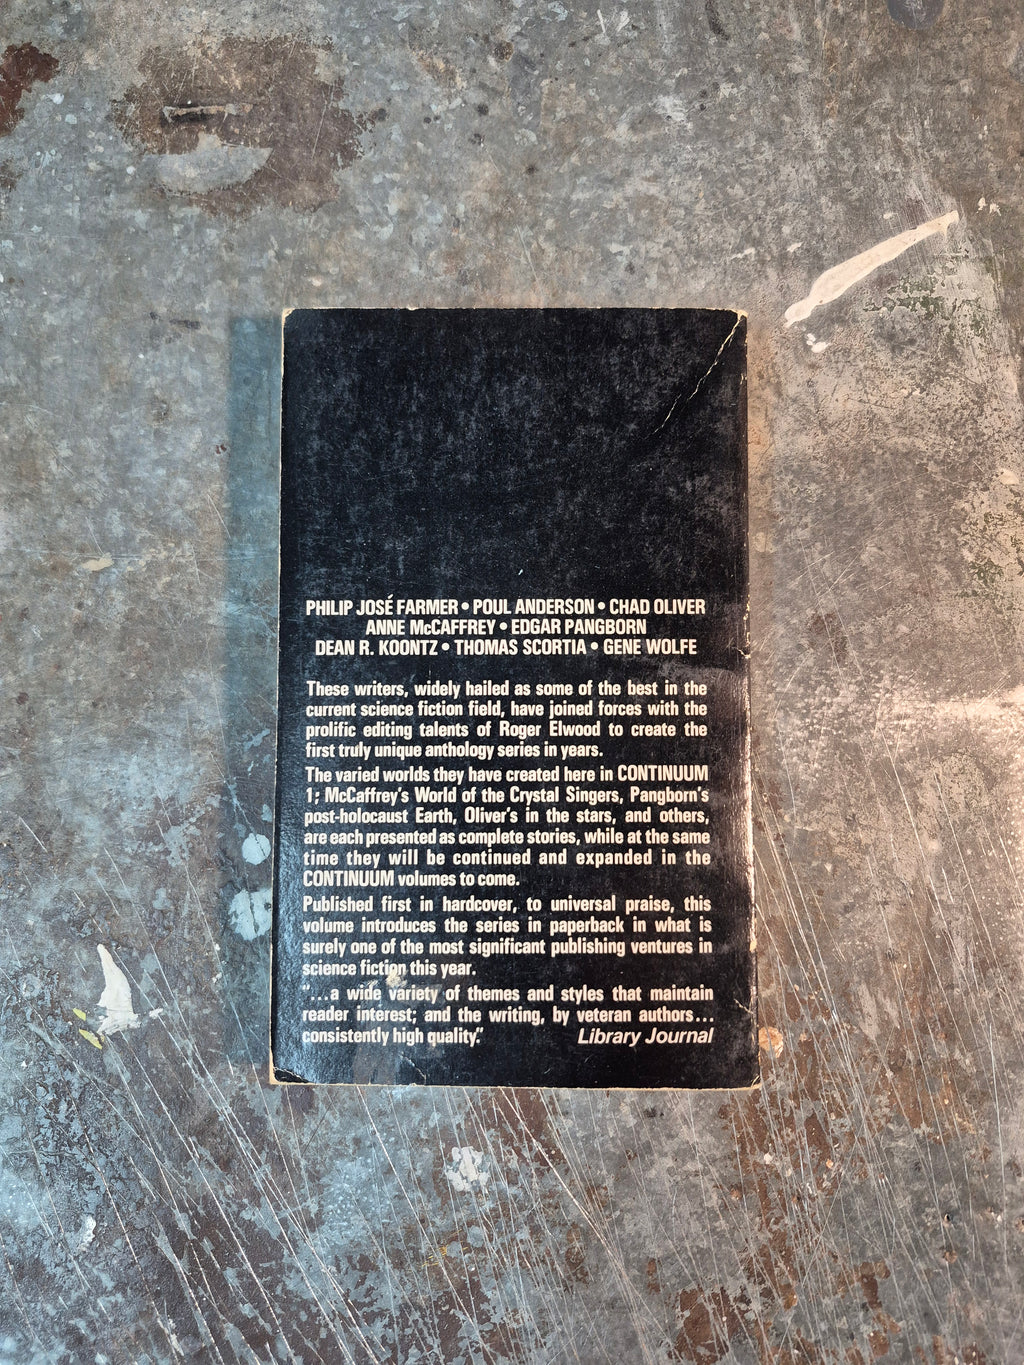 PHILIP JOSÉ FARMER • POUL ANDERSON • CHAD OLIVER
ANNE McCAFFREY • EDGAR PANGBORN
DEAN R. KOONTZ • THOMAS SCORTIA • GENE WOLFE
These writers, widely hailed as some of the best in the
current science fiction field, have joined forces with the
prolific editing talents of Roger Elwood to create the
first truly unique anthology series in years.
The varied worlds they have created here in CONTINUUM
1; McCaffrey's World of the Crystal Singers, Pangborn's
post-holocaust Earth, Oliver's in the stars, and others,
are each presented as complete stories, while at the same
time they will be continued and expanded in the
CONTINUUM volumes to come.
Published first in hardcover, to universal praise, this
volume introduces the series in paperback in what is
surely one of the most significant publishing ventures in
science fiction this year.
"...a wide variety of themes and styles that maintain
reader interest; and the writing, by veteran authors...
consistently high quality." Library Journal